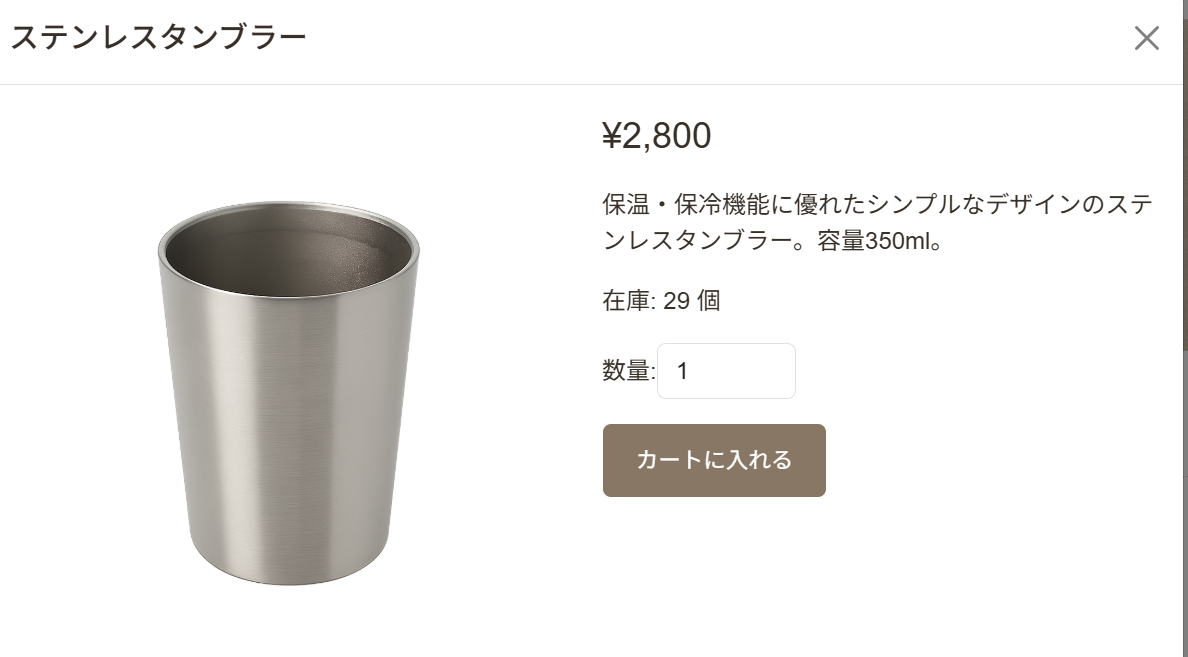 ステンレスタンブラー
¥2,800
保温・保冷機能に優れたシンプルなデザインのステ
ンレスタンブラー。容量350ml。
在庫: 29 個
数量: 1
カートに入れる